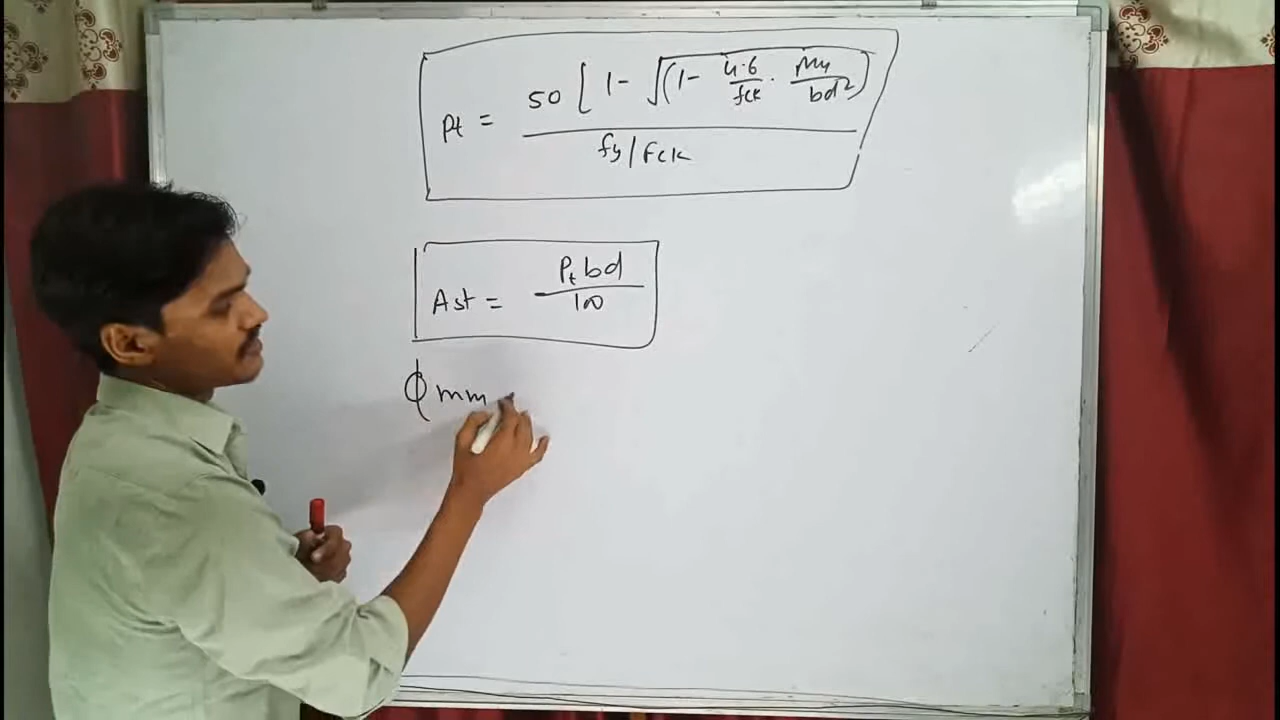 Pt = 50 [ 1 - √(1 - 4.6/fck . Mu/bd²)
fy/Fck
Ast = Pt bd
100
ϕ mm